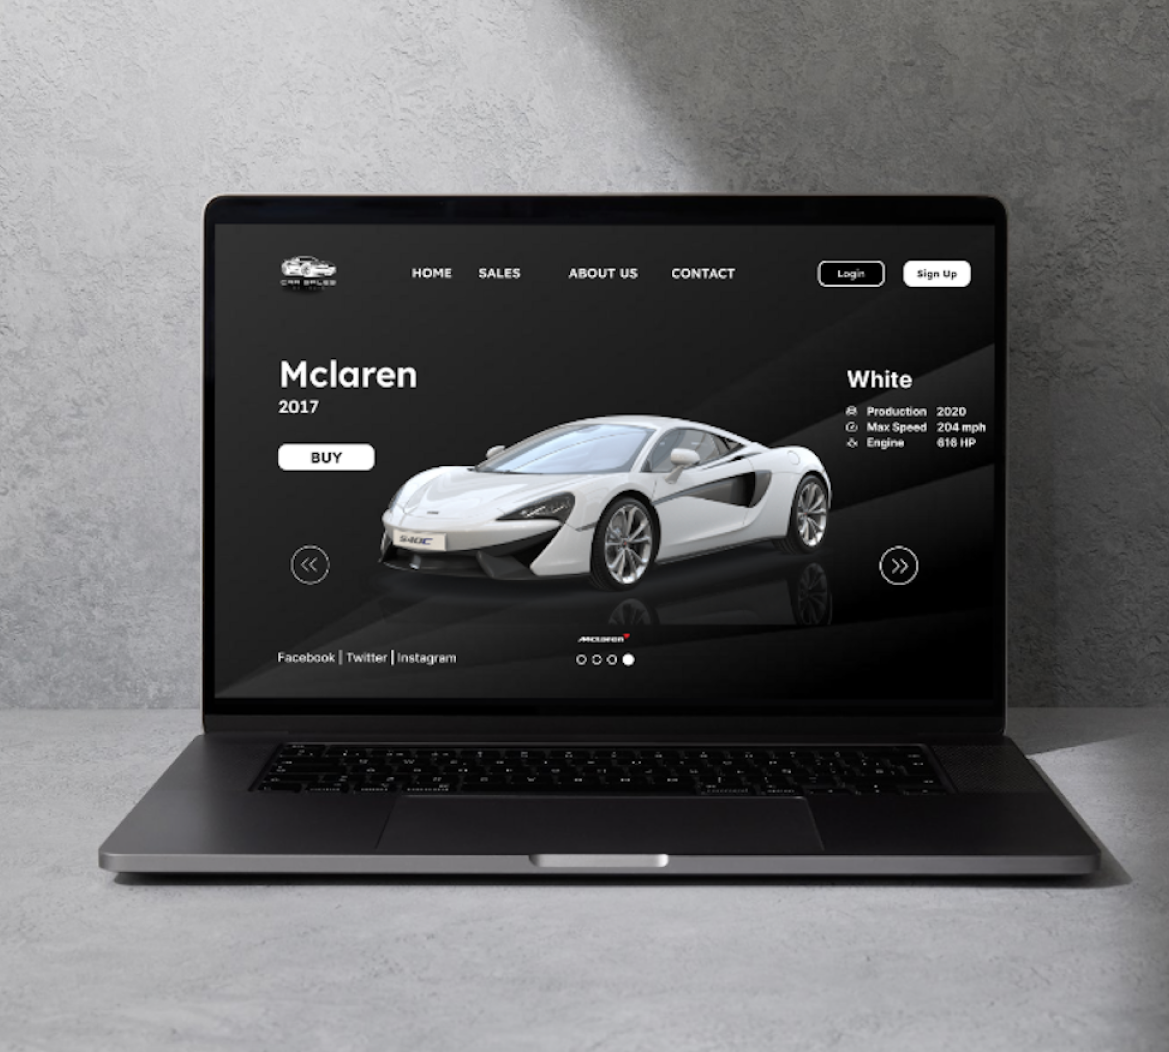 CAR SALES
HOME SALES ABOUT US CONTACT
Login
Sign Up
Mclaren
2017
BUY
White
Production 2020
Max Speed 204 mph
Engine 616 HP
540C
McLaren
Facebook | Twitter | Instagram